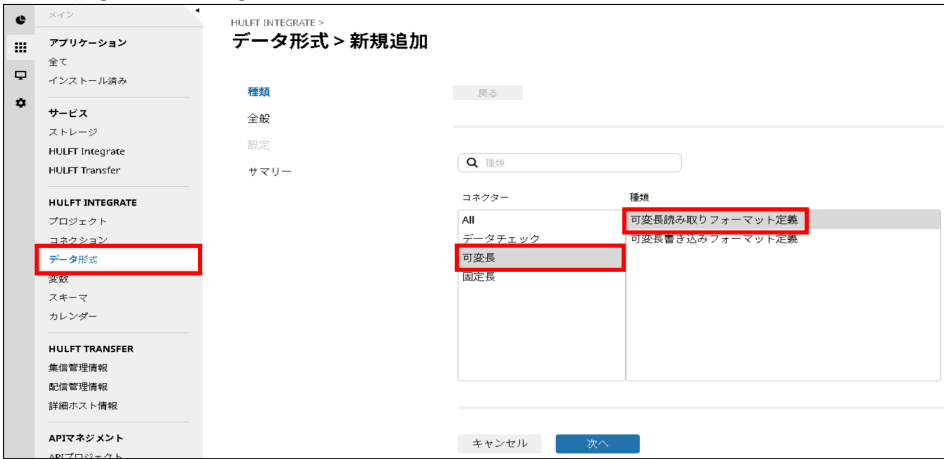 メイン
アプリケーション
全て
インストール済み
サービス
ストレージ
HULFT Integrate
HULFT Transfer
HULFT INTEGRATE
プロジェクト
コネクション
データ形式
変数
スキーマ
カレンダー
HULFT TRANSFER
集信管理情報
配信管理情報
詳細ホスト情報
APIマネジメント
APIプロジェクト
HULFT INTEGRATE >
データ形式 > 新規追加
種類
全般
設定
サマリー
戻る
種類
コネクター
種類
All
データチェック
可変長
固定長
可変長読み取りフォーマット定義
可変長書き込みフォーマット定義
キャンセル
次へ